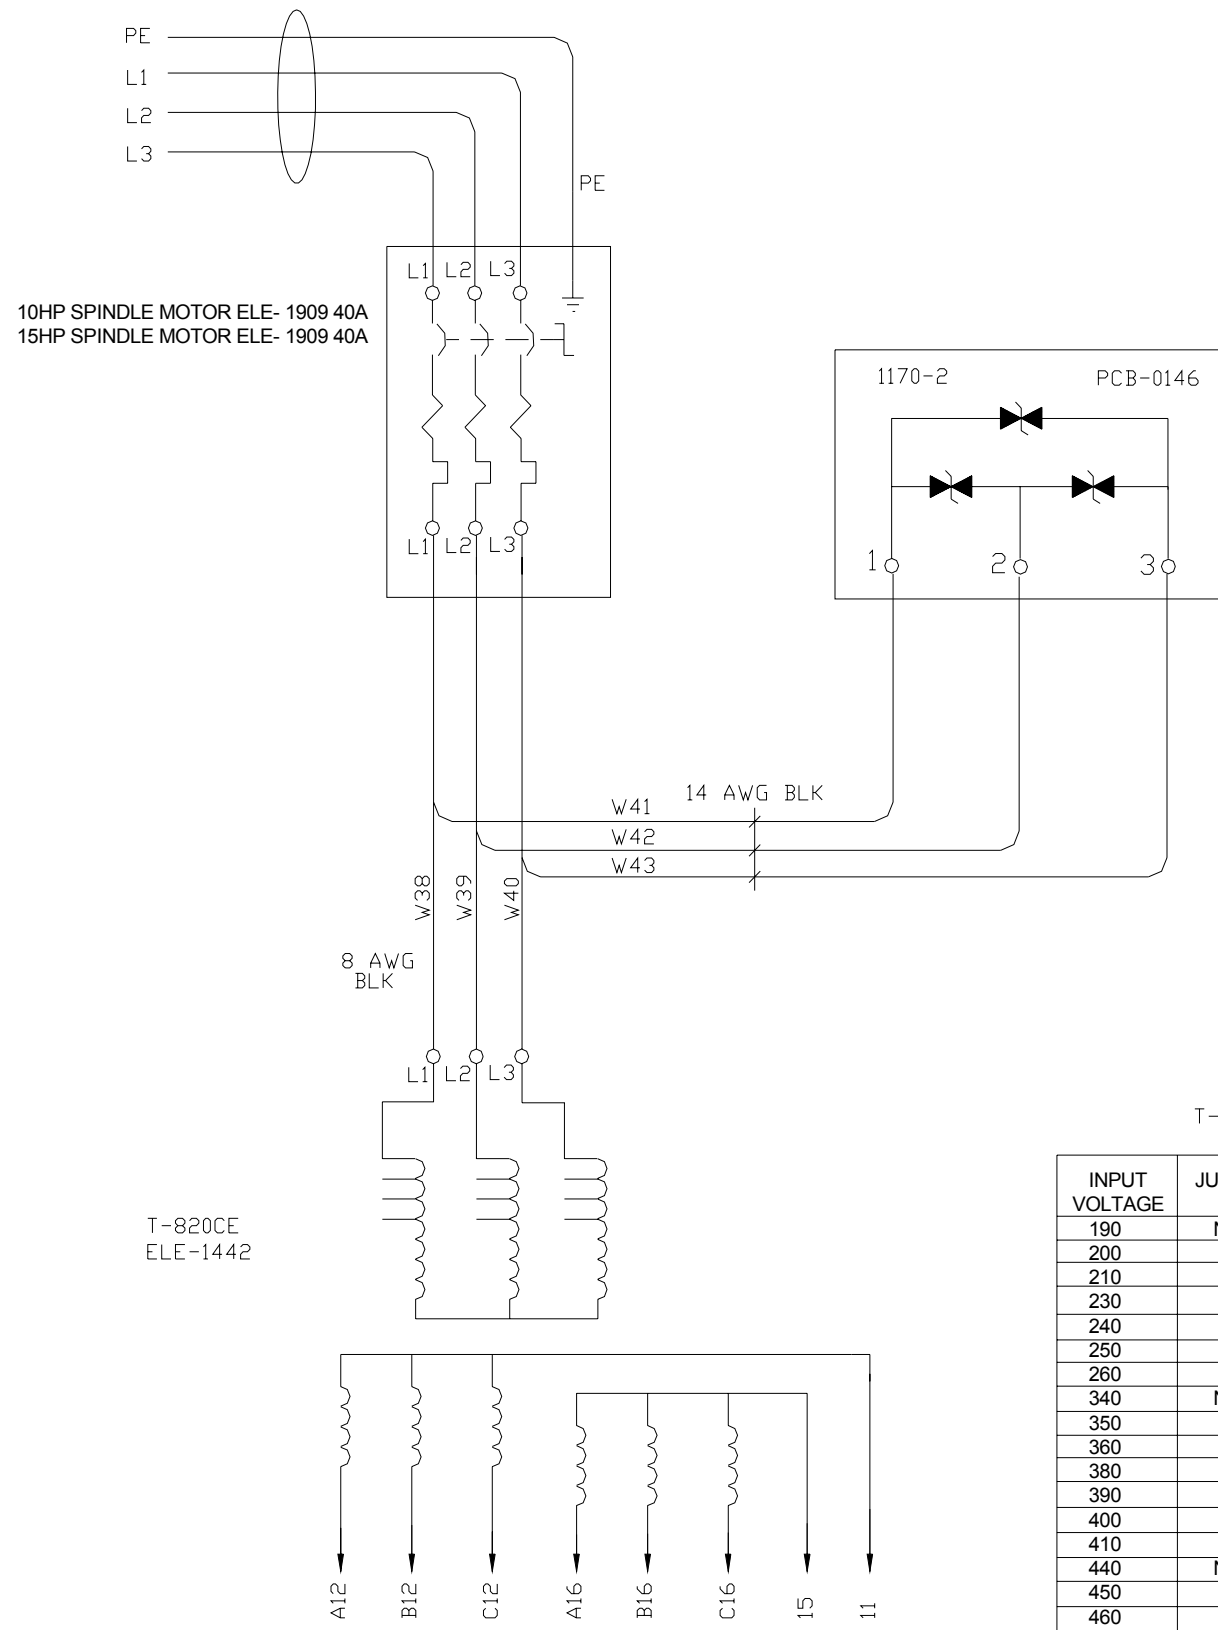 PE
L1
L2
L3
PE
L1 L2 L3
10HP SPINDLE MOTOR ELE- 1909 40A
15HP SPINDLE MOTOR ELE- 1909 40A
1170-2 PCB-0146
L1 L2 L3
1 2 3
14 AWG BLK
W41
W42
W43
W38 W39 W40
8 AWG
BLK
L1 L2 L3
T-820CE
ELE-1442
T-
INPUT JU
VOLTAGE
190 N
200
210
230
240
250
260
340 N
350
360
380
390
400
410
440 N
450
460
A12 B12 C12 A16 B16 C16 15 11